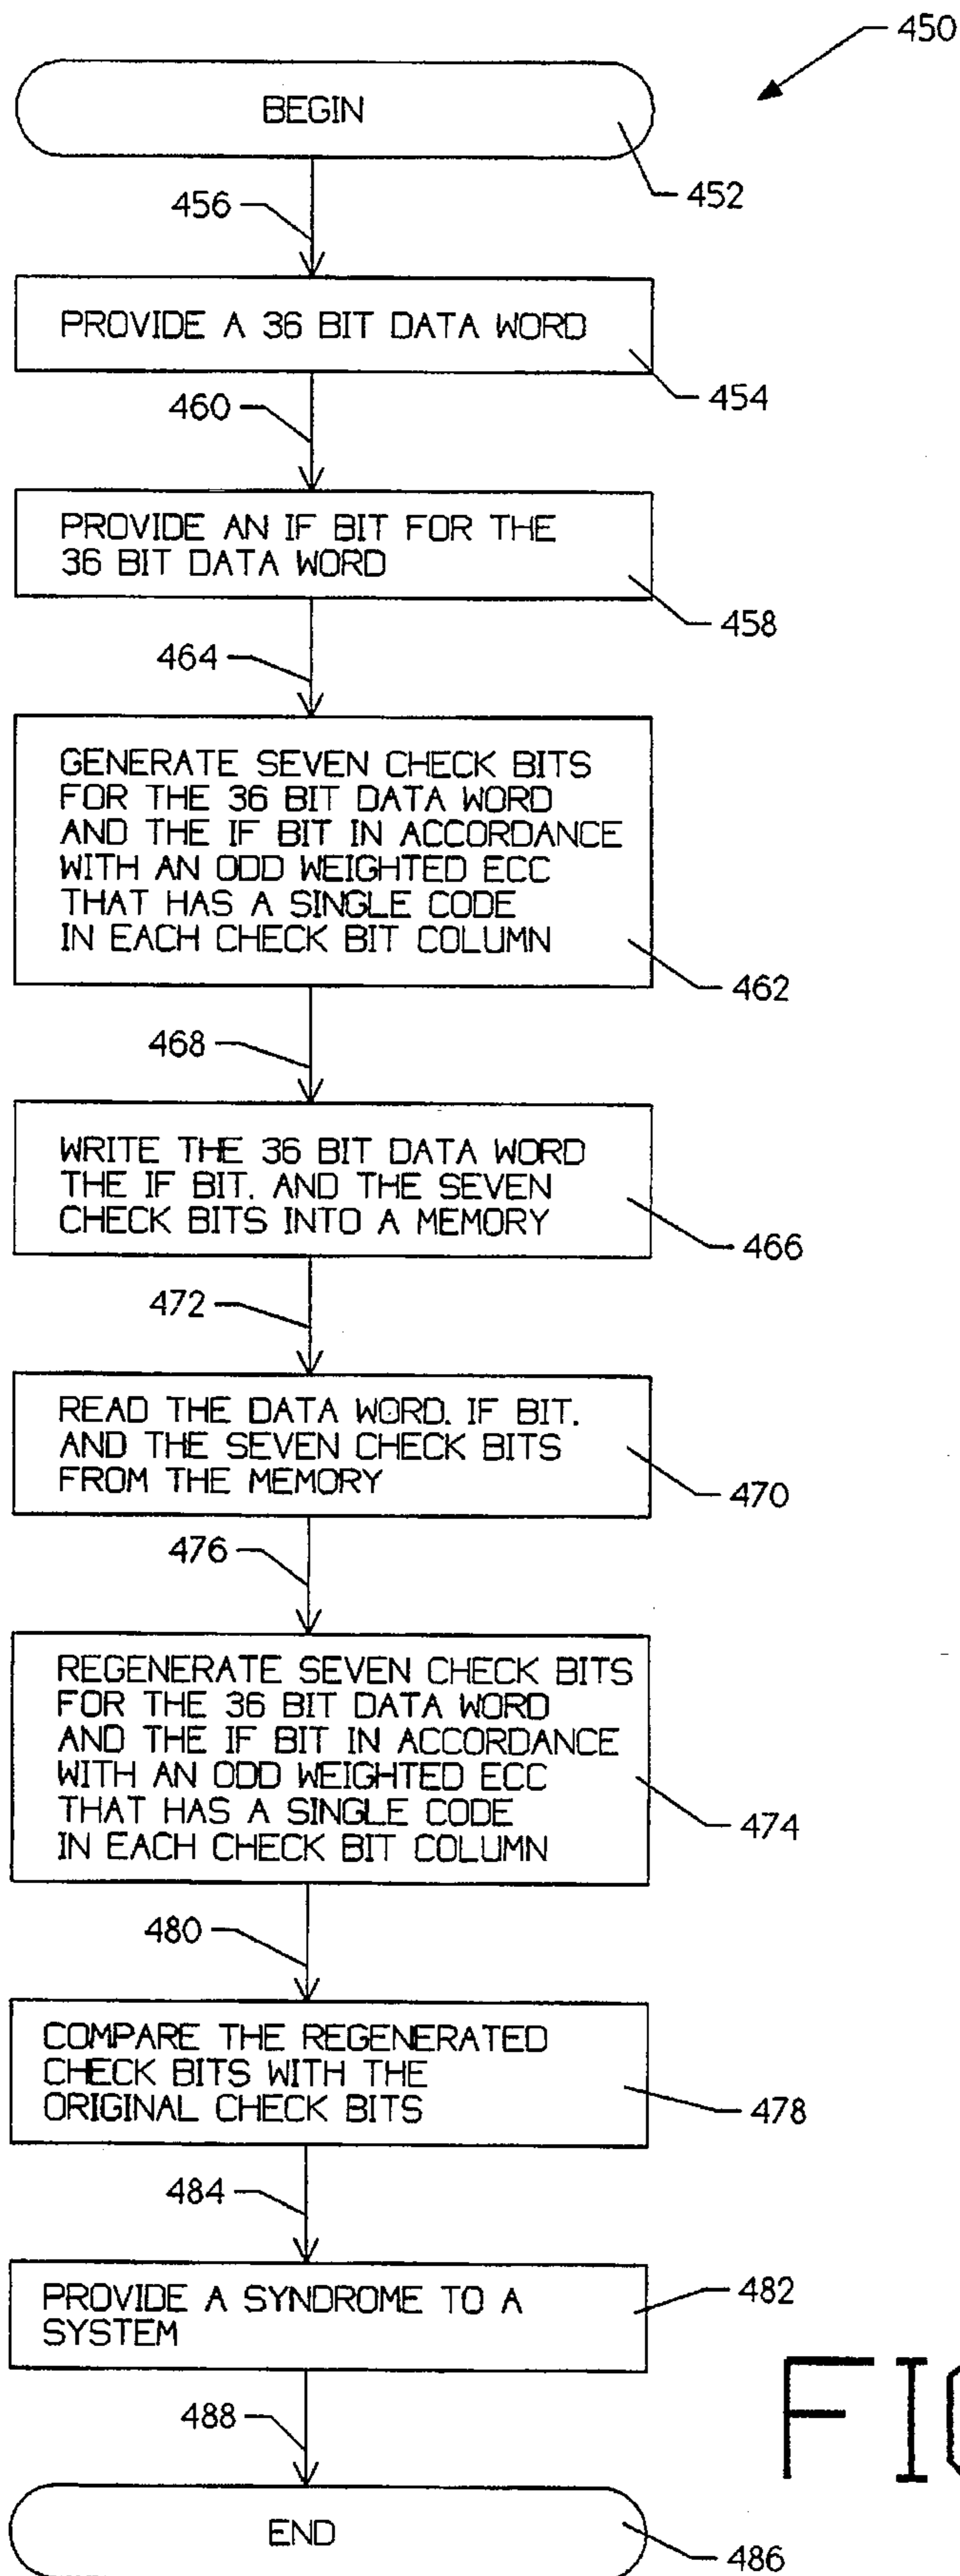 450
BEGIN
452
456
PROVIDE A 36 BIT DATA WORD
454
460
PROVIDE AN IF BIT FOR THE
36 BIT DATA WORD
458
464
GENERATE SEVEN CHECK BITS
FOR THE 36 BIT DATA WORD
AND THE IF BIT IN ACCORDANCE
WITH AN ODD WEIGHTED ECC
THAT HAS A SINGLE CODE
IN EACH CHECK BIT COLUMN
462
468
WRITE THE 36 BIT DATA WORD
THE IF BIT. AND THE SEVEN
CHECK BITS INTO A MEMORY
466
472
READ THE DATA WORD. IF BIT.
AND THE SEVEN CHECK BITS
FROM THE MEMORY
470
476
REGENERATE SEVEN CHECK BITS
FOR THE 36 BIT DATA WORD
AND THE IF BIT IN ACCORDANCE
WITH AN ODD WEIGHTED ECC
THAT HAS A SINGLE CODE
IN EACH CHECK BIT COLUMN
474
480
COMPARE THE REGENERATED
CHECK BITS WITH THE
ORIGINAL CHECK BITS
478
484
PROVIDE A SYNDROME TO A
SYSTEM
482
488
END
486